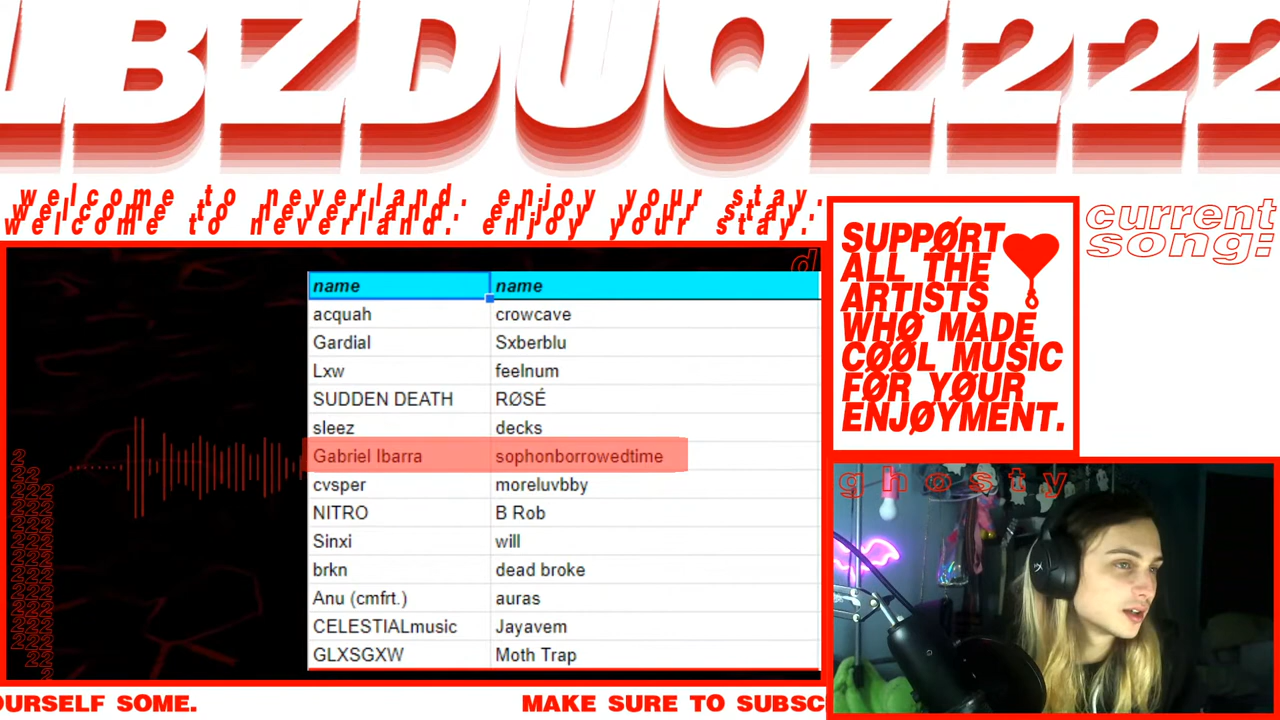 LBZDUOZ222
welcome to neverland. enjoy your stay.
welcome to neverland. enjoy your stay.
SUPPØRT
ALL THE
ARTISTS
WHØ MADE
CØØL MUSIC
FØR YØUR
ENJØYMENT.
current
song:
d
name name
acquah crowcave
Gardial Sxberblu
Lxw feelnum
SUDDEN DEATH RØSÉ
sleez decks
Gabriel Ibarra sophonborrowedtime
cvsper moreluvbby
NITRO B Rob
Sinxi will
brkn dead broke
Anu (cmfrt.) auras
CELESTIALmusic Jayavem
GLXSGXW Moth Trap
ghosty
OURSELF SOME. MAKE SURE TO SUBSC